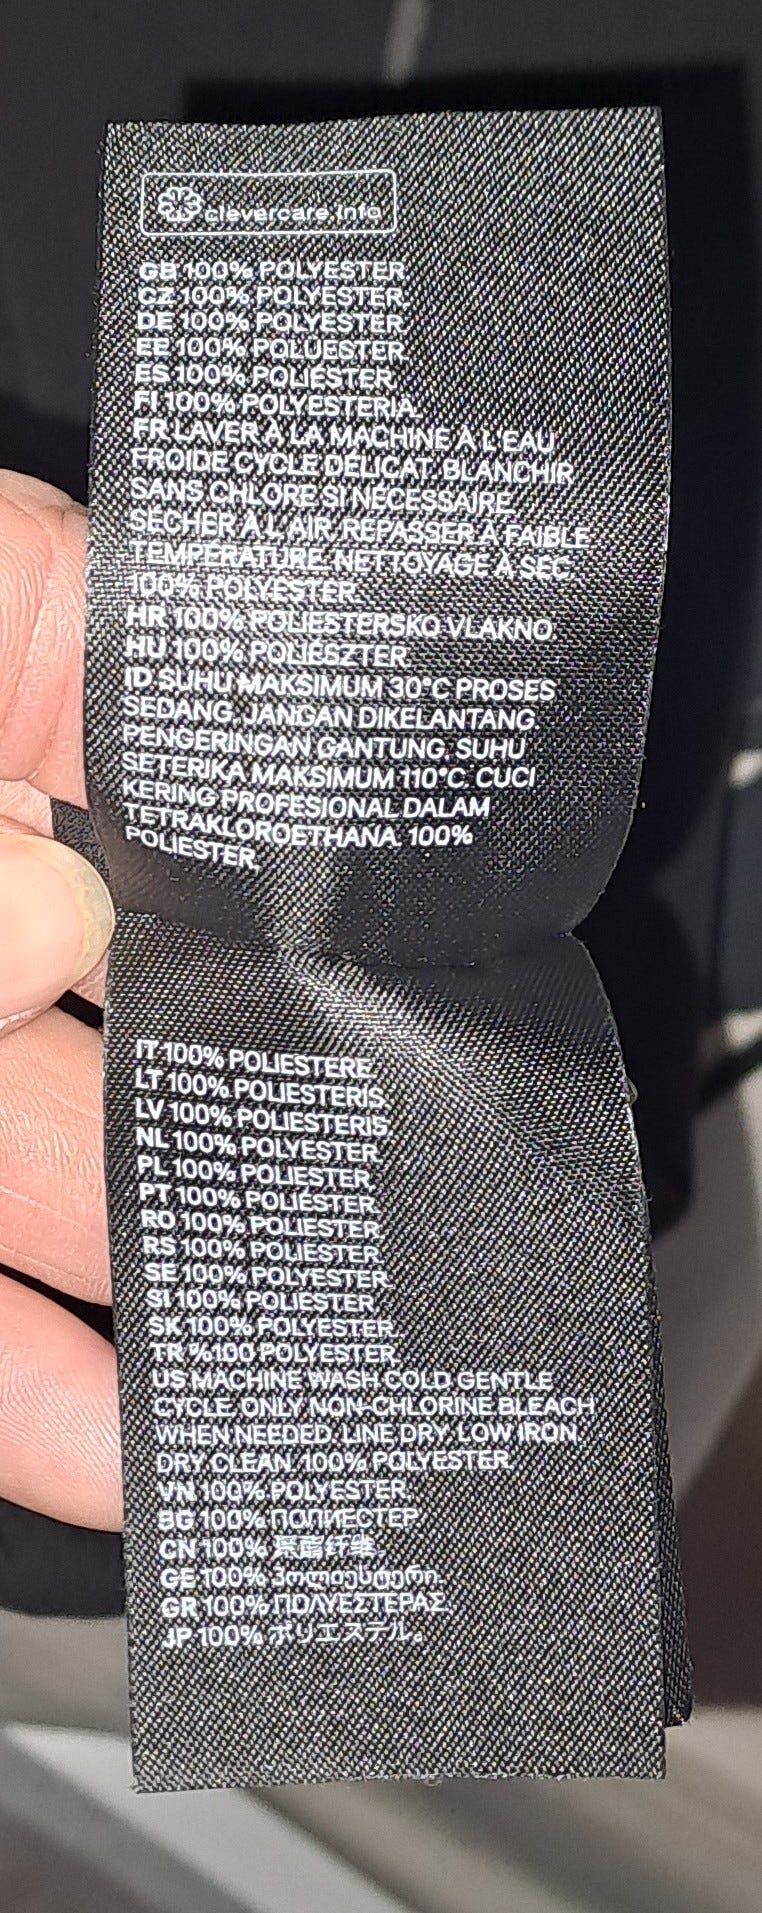 clevercare.info
GB 100% POLYESTER.
CZ 100% POLYESTER.
DE 100% POLYESTER.
EE 100% POLÜESTER.
ES 100% POLIÉSTER.
FI 100% POLYESTERIA.
FR LAVER À LA MACHINE À L'EAU
FROIDE CYCLE DÉLICAT. BLANCHIR
SANS CHLORE SI NÉCESSAIRE.
SÉCHER À L'AIR. REPASSER À FAIBLE
TEMPÉRATURE. NETTOYAGE À SEC.
100% POLYESTER.
HR 100% POLIESTERSKO VLAKNO.
HU 100% POLIÉSZTER.
ID SUHU MAKSIMUM 30°C PROSES
SEDANG. JANGAN DIKELANTANG.
PENGERINGAN GANTUNG. SUHU
SETERIKA MAKSIMUM 110°C. CUCI
KERING PROFESIONAL DALAM
TETRAKLOROETHANA. 100%
POLIESTER.
IT 100% POLIESTERE.
LT 100% POLIESTERIS.
LV 100% POLIESTERIS
NL 100% POLYESTER
PL 100% POLIESTER.
PT 100% POLIÉSTER.
RO 100% POLIESTER
RS 100% POLIESTER.
SE 100% POLYESTER.
SI 100% POLIESTER.
SK 100% POLYESTER.
TR %100 POLYESTER.
US MACHINE WASH COLD GENTLE
CYCLE. ONLY NON-CHLORINE BLEACH
WHEN NEEDED. LINE DRY. LOW IRON.
DRY CLEAN. 100% POLYESTER.
VN 100% POLYESTER.
BG 100% ПОЛИЕСТЕР
CN 100% 聚酯纤维。
GE 100% პოლიესტერი.
GR 100% ΠΟΛΥΕΣΤΕΡΑΣ.
JP 100% ポリエステル。